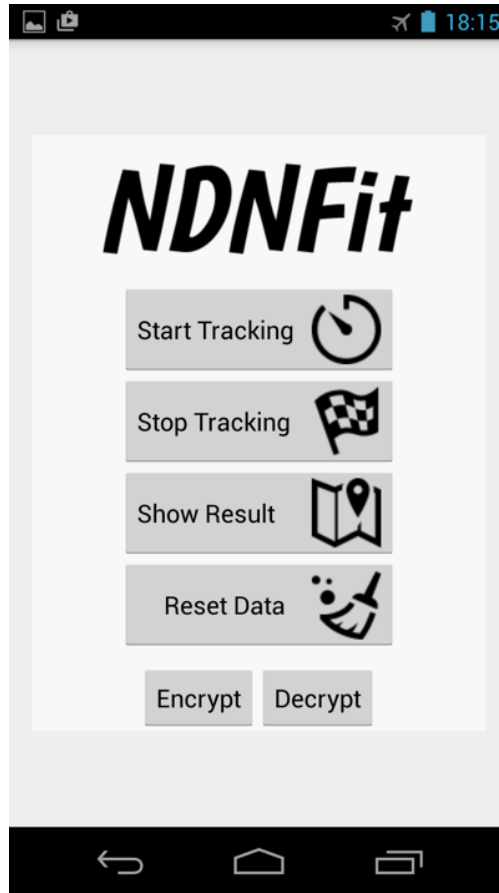 18:15
NDNFit
Start Tracking
Stop Tracking
Show Result
Reset Data
Encrypt Decrypt